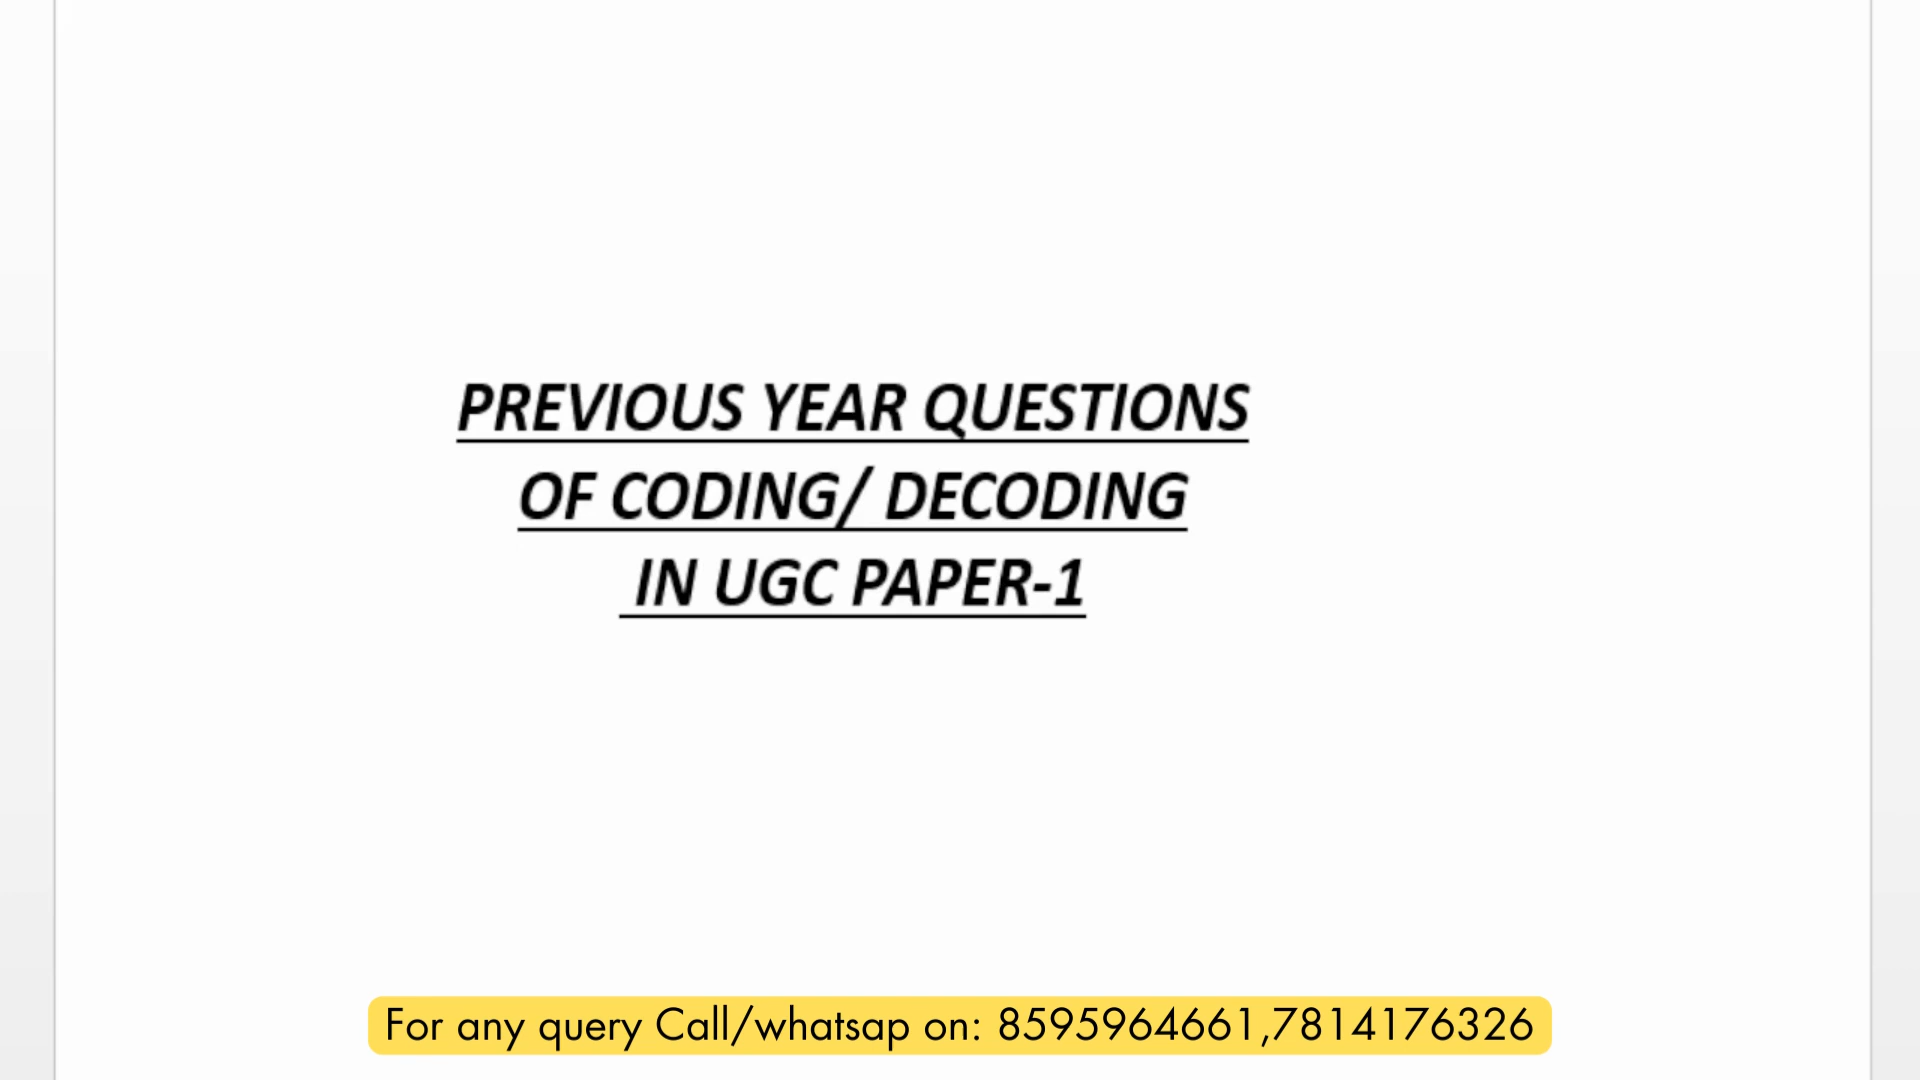 PREVIOUS YEAR QUESTIONS
OF CODING/ DECODING
IN UGC PAPER-1
For any query Call/whatsap on: 8595964661,7814176326